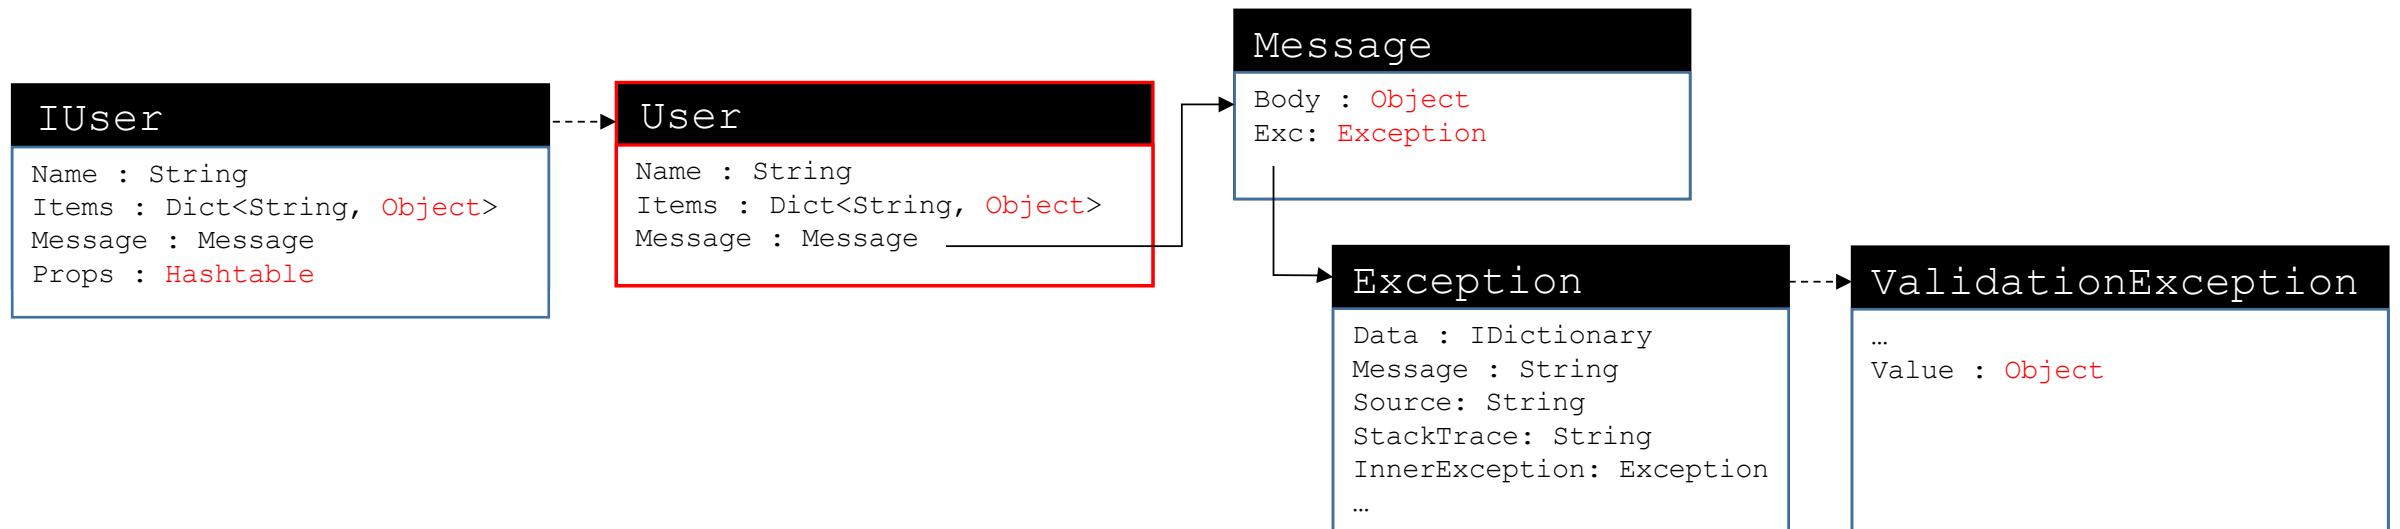 IUser
Name : String
Items : Dict<String, Object>
Message : Message
Props : Hashtable
User
Name : String
Items : Dict<String, Object>
Message : Message
Message
Body : Object
Exc: Exception
Exception
Data : IDictionary
Message : String
Source: String
StackTrace: String
InnerException: Exception
…
ValidationException
…
Value : Object